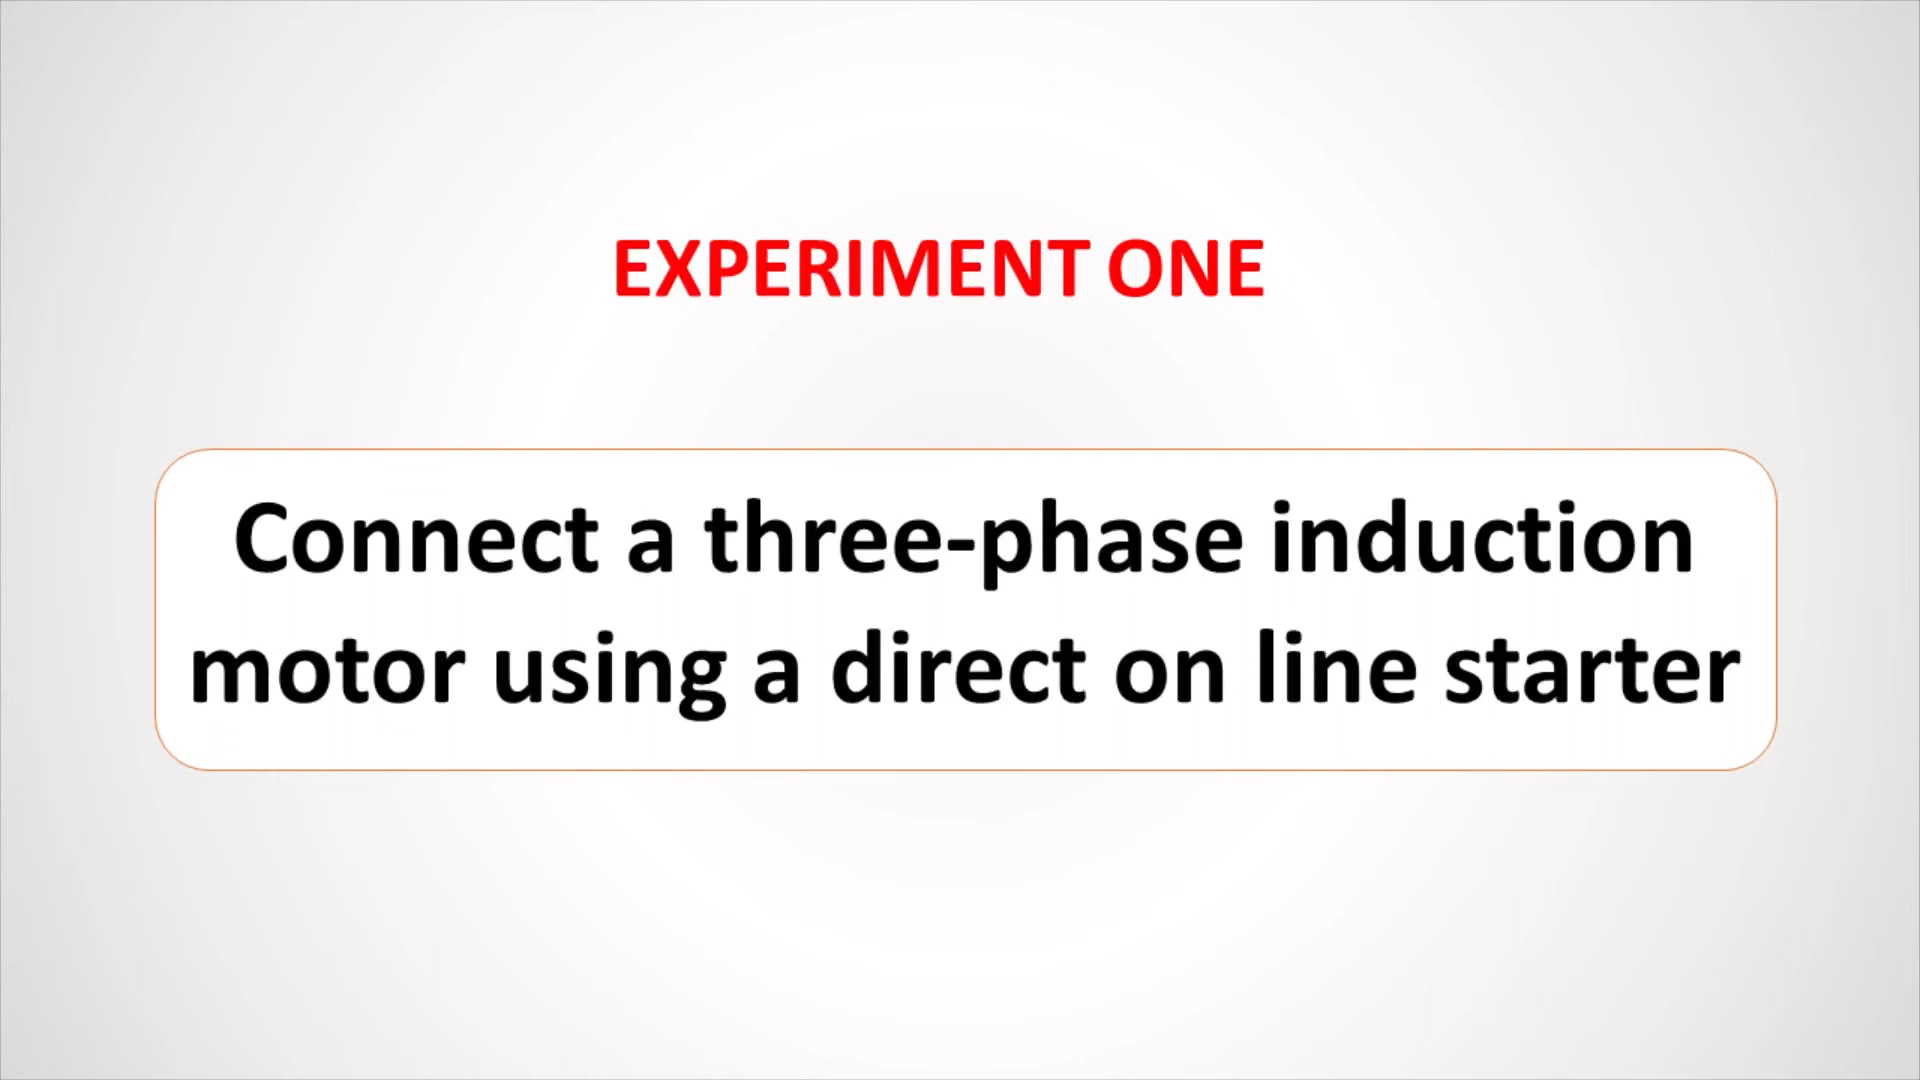 EXPERIMENT ONE
Connect a three-phase induction
motor using a direct on line starter